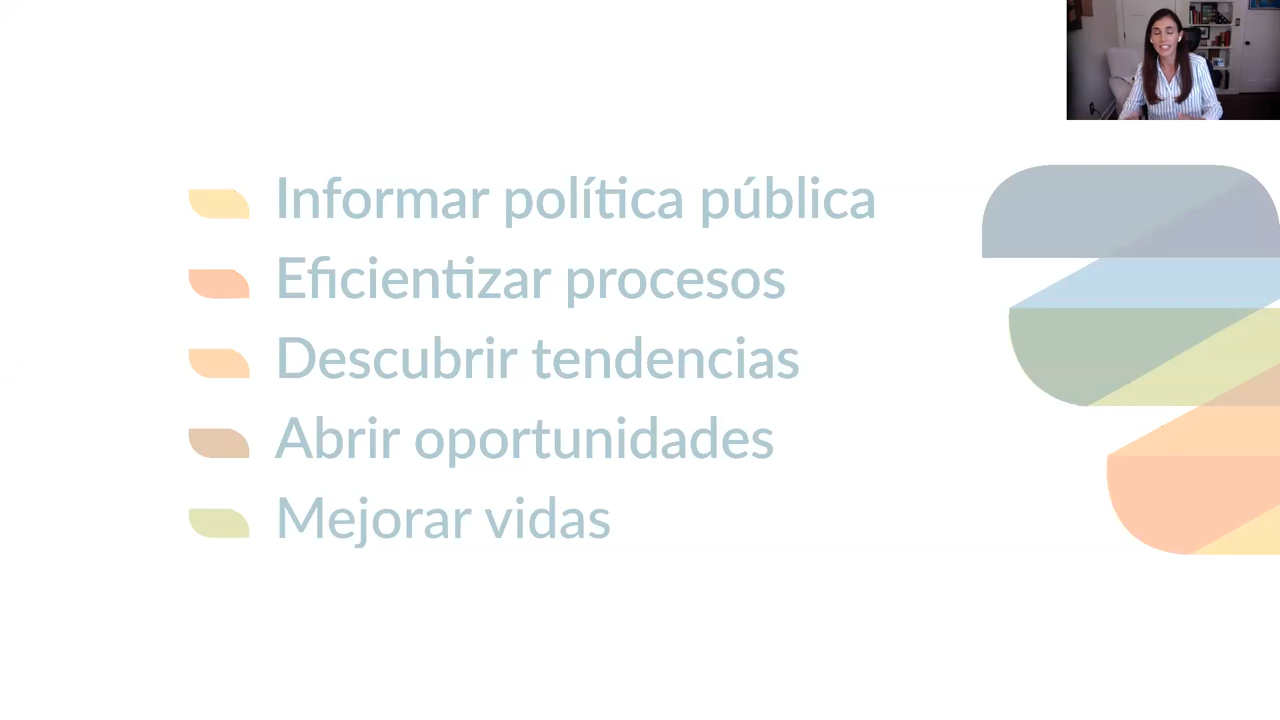 Informar política pública
Eficientizar procesos
Descubrir tendencias
Abrir oportunidades
Mejorar vidas